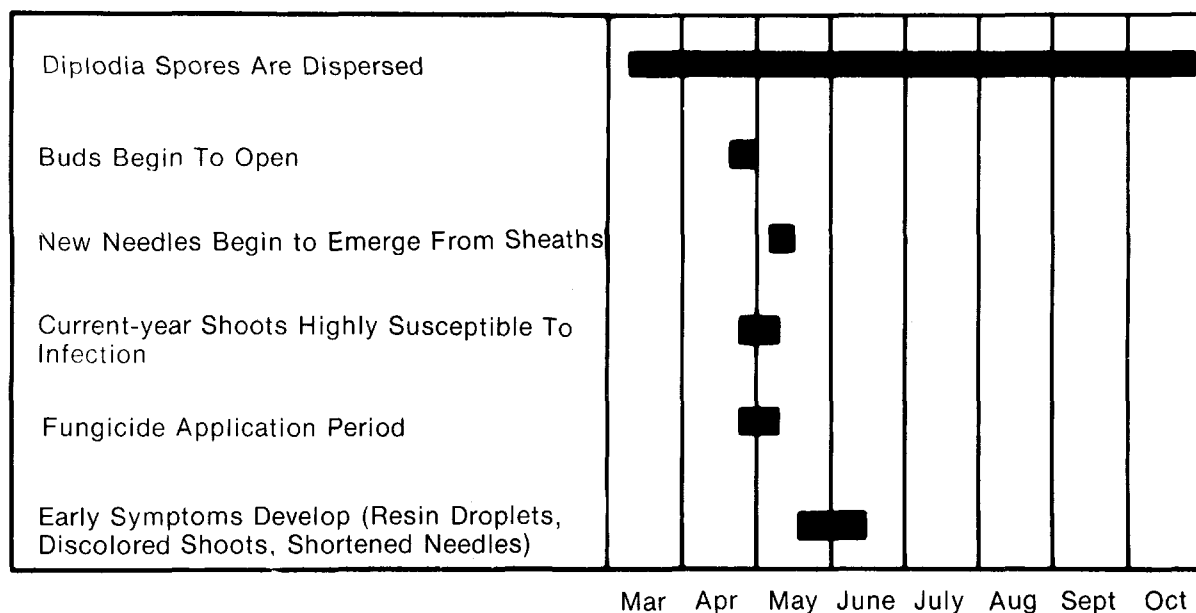 Diplodia Spores Are Dispersed
Buds Begin To Open
New Needles Begin to Emerge From Sheaths
Current-year Shoots Highly Susceptible To
Infection
Fungicide Application Period
Early Symptoms Develop (Resin Droplets,
Discolored Shoots, Shortened Needles)
Mar Apr May June July Aug Sept Oct